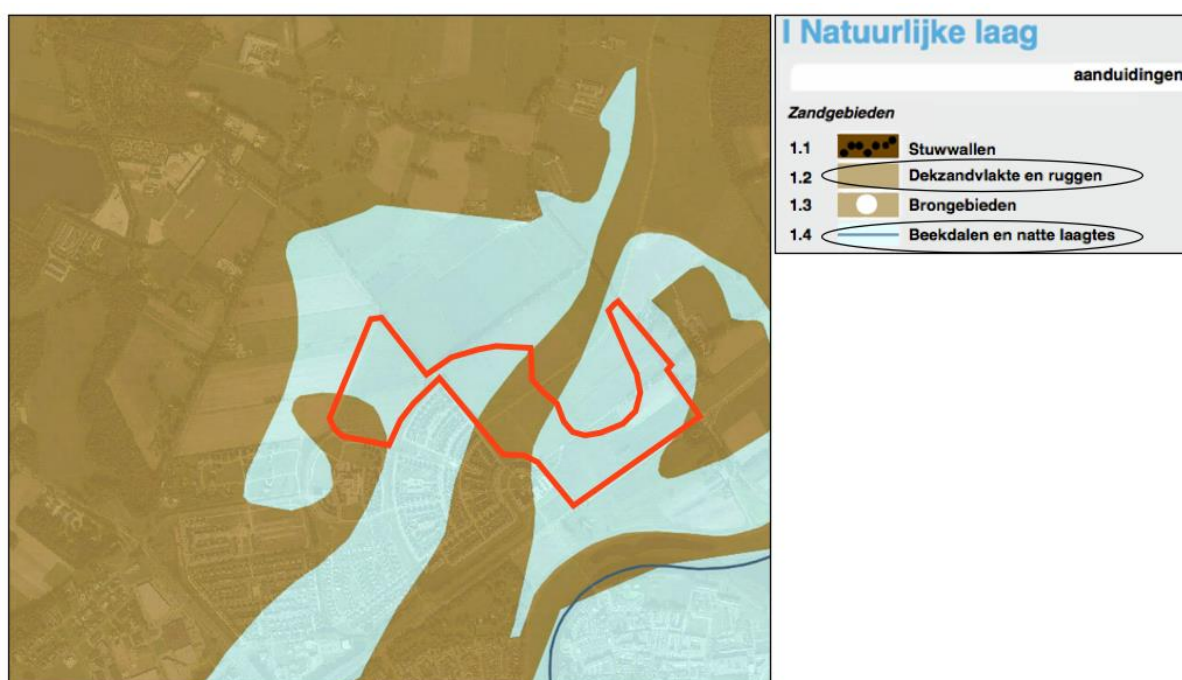 I Natuurlijke laag
aanduidingen
Zandgebieden
1.1 Stuwwallen
1.2 Dekzandvlakte en ruggen
1.3 Brongebieden
1.4 Beekdalen en natte laagtes